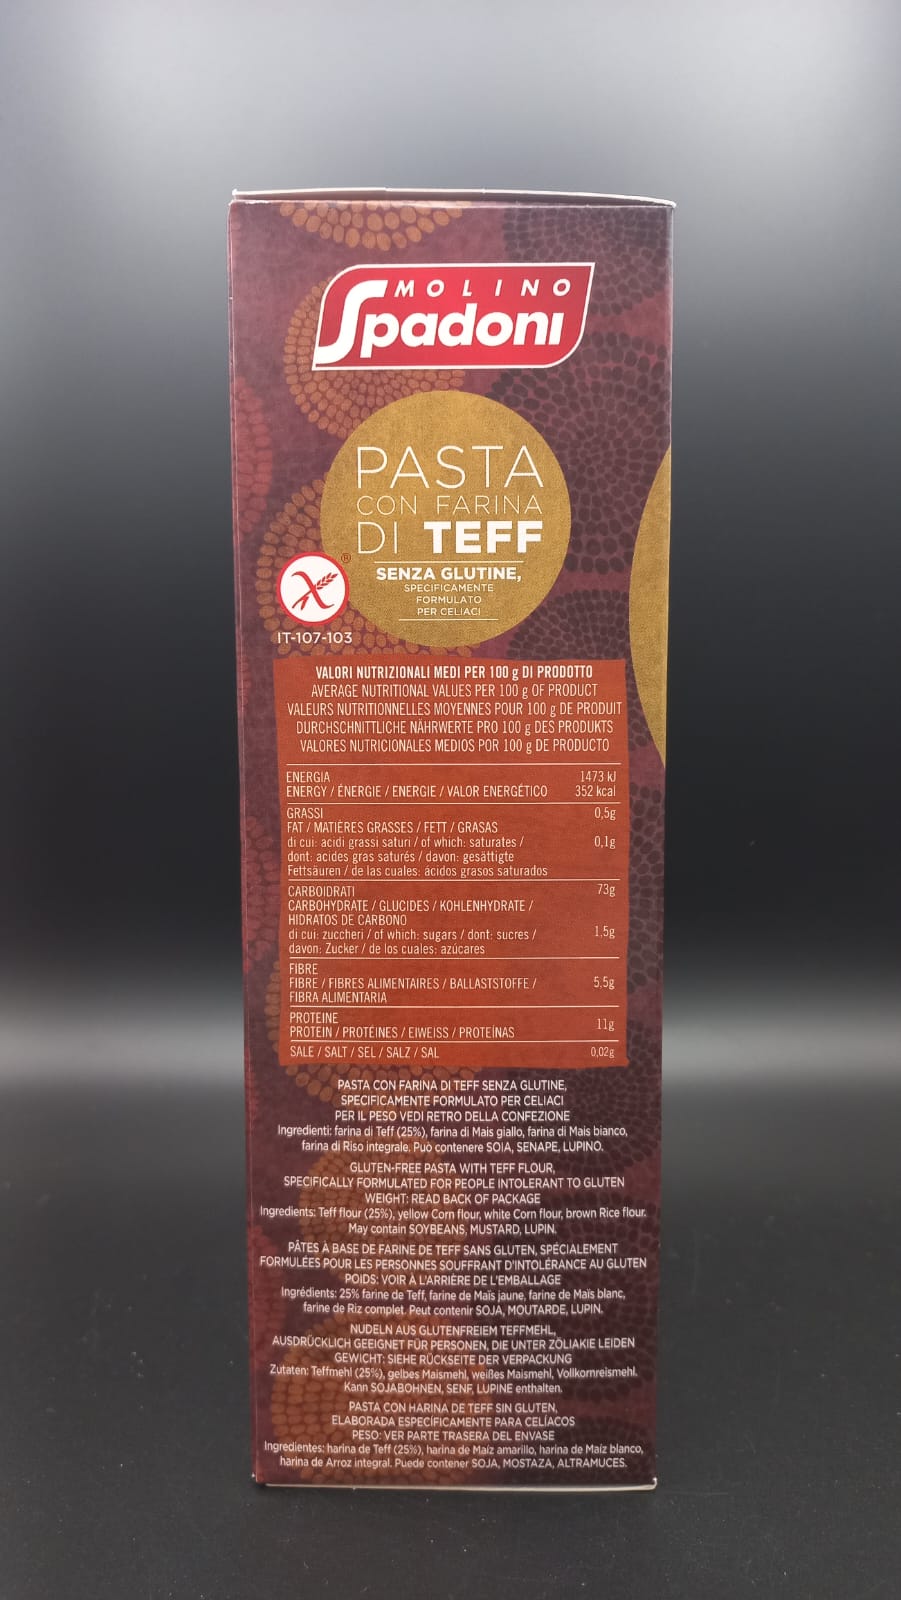 MOLINO
Spadoni
PASTA
CON FARINA
DI TEFF
SENZA GLUTINE,
SPECIFICAMENTE
FORMULATO
PER CELIACI
®
IT-107-103
VALORI NUTRIZIONALI MEDI PER 100 g DI PRODOTTO
AVERAGE NUTRITIONAL VALUES PER 100 g OF PRODUCT
VALEURS NUTRITIONNELLES MOYENNES POUR 100 g DE PRODUIT
DURCHSCHNITTLICHE NÄHRWERTE PRO 100 g DES PRODUKTS
VALORES NUTRICIONALES MEDIOS POR 100 g DE PRODUCTO
ENERGIA 1473 kJ
ENERGY / ÉNERGIE / ENERGIE / VALOR ENERGÉTICO 352 kcal
GRASSI 0,5g
FAT / MATIÈRES GRASSES / FETT / GRASAS
di cui: acidi grassi saturi / of which: saturates / 0,1g
dont: acides gras saturés / davon: gesättigte
Fettsäuren / de las cuales: ácidos grasos saturados
CARBOIDRATI 73g
CARBOHYDRATE / GLUCIDES / KOHLENHYDRATE /
HIDRATOS DE CARBONO
di cui: zuccheri / of which: sugars / dont: sucres / 1,5g
davon: Zucker / de los cuales: azúcares
FIBRE
FIBRE / FIBRES ALIMENTAIRES / BALLASTSTOFFE / 5,5g
FIBRA ALIMENTARIA
PROTEINE 11g
PROTEIN / PROTÉINES / EIWEISS / PROTEÍNAS
SALE / SALT / SEL / SALZ / SAL 0,02g
PASTA CON FARINA DI TEFF SENZA GLUTINE,
SPECIFICAMENTE FORMULATO PER CELIACI
PER IL PESO VEDI RETRO DELLA CONFEZIONE
Ingredienti: farina di Teff (25%), farina di Mais giallo, farina di Mais bianco,
farina di Riso integrale. Può contenere SOIA, SENAPE, LUPINO.
GLUTEN-FREE PASTA WITH TEFF FLOUR,
SPECIFICALLY FORMULATED FOR PEOPLE INTOLERANT TO GLUTEN
WEIGHT: READ BACK OF PACKAGE
Ingredients: Teff flour (25%), yellow Corn flour, white Corn flour, brown Rice flour.
May contain SOYBEANS, MUSTARD, LUPIN.
PÂTES À BASE DE FARINE DE TEFF SANS GLUTEN, SPÉCIALEMENT
FORMULÉES POUR LES PERSONNES SOUFFRANT D'INTOLÉRANCE AU GLUTEN
POIDS: VOIR À L'ARRIÈRE DE L'EMBALLAGE
Ingrédients: 25% farine de Teff, farine de Maïs jaune, farine de Maïs blanc,
farine de Riz complet. Peut contenir SOJA, MOUTARDE, LUPIN.
NUDELN AUS GLUTENFREIEM TEFFMEHL,
AUSDRÜCKLICH GEEIGNET FÜR PERSONEN, DIE UNTER ZÖLIAKIE LEIDEN
GEWICHT: SIEHE RÜCKSEITE DER VERPACKUNG
Zutaten: Teffmehl (25%), gelbes Maismehl, weißes Maismehl, Vollkornreismehl.
Kann SOJABOHNEN, SENF, LUPINE enthalten.
PASTA CON HARINA DE TEFF SIN GLUTEN,
ELABORADA ESPECÍFICAMENTE PARA CELÍACOS
PESO: VER PARTE TRASERA DEL ENVASE
Ingredientes: harina de Teff (25%), harina de Maíz amarillo, harina de Maíz blanco,
harina de Arroz integral. Puede contener SOJA, MOSTAZA, ALTRAMUCES.